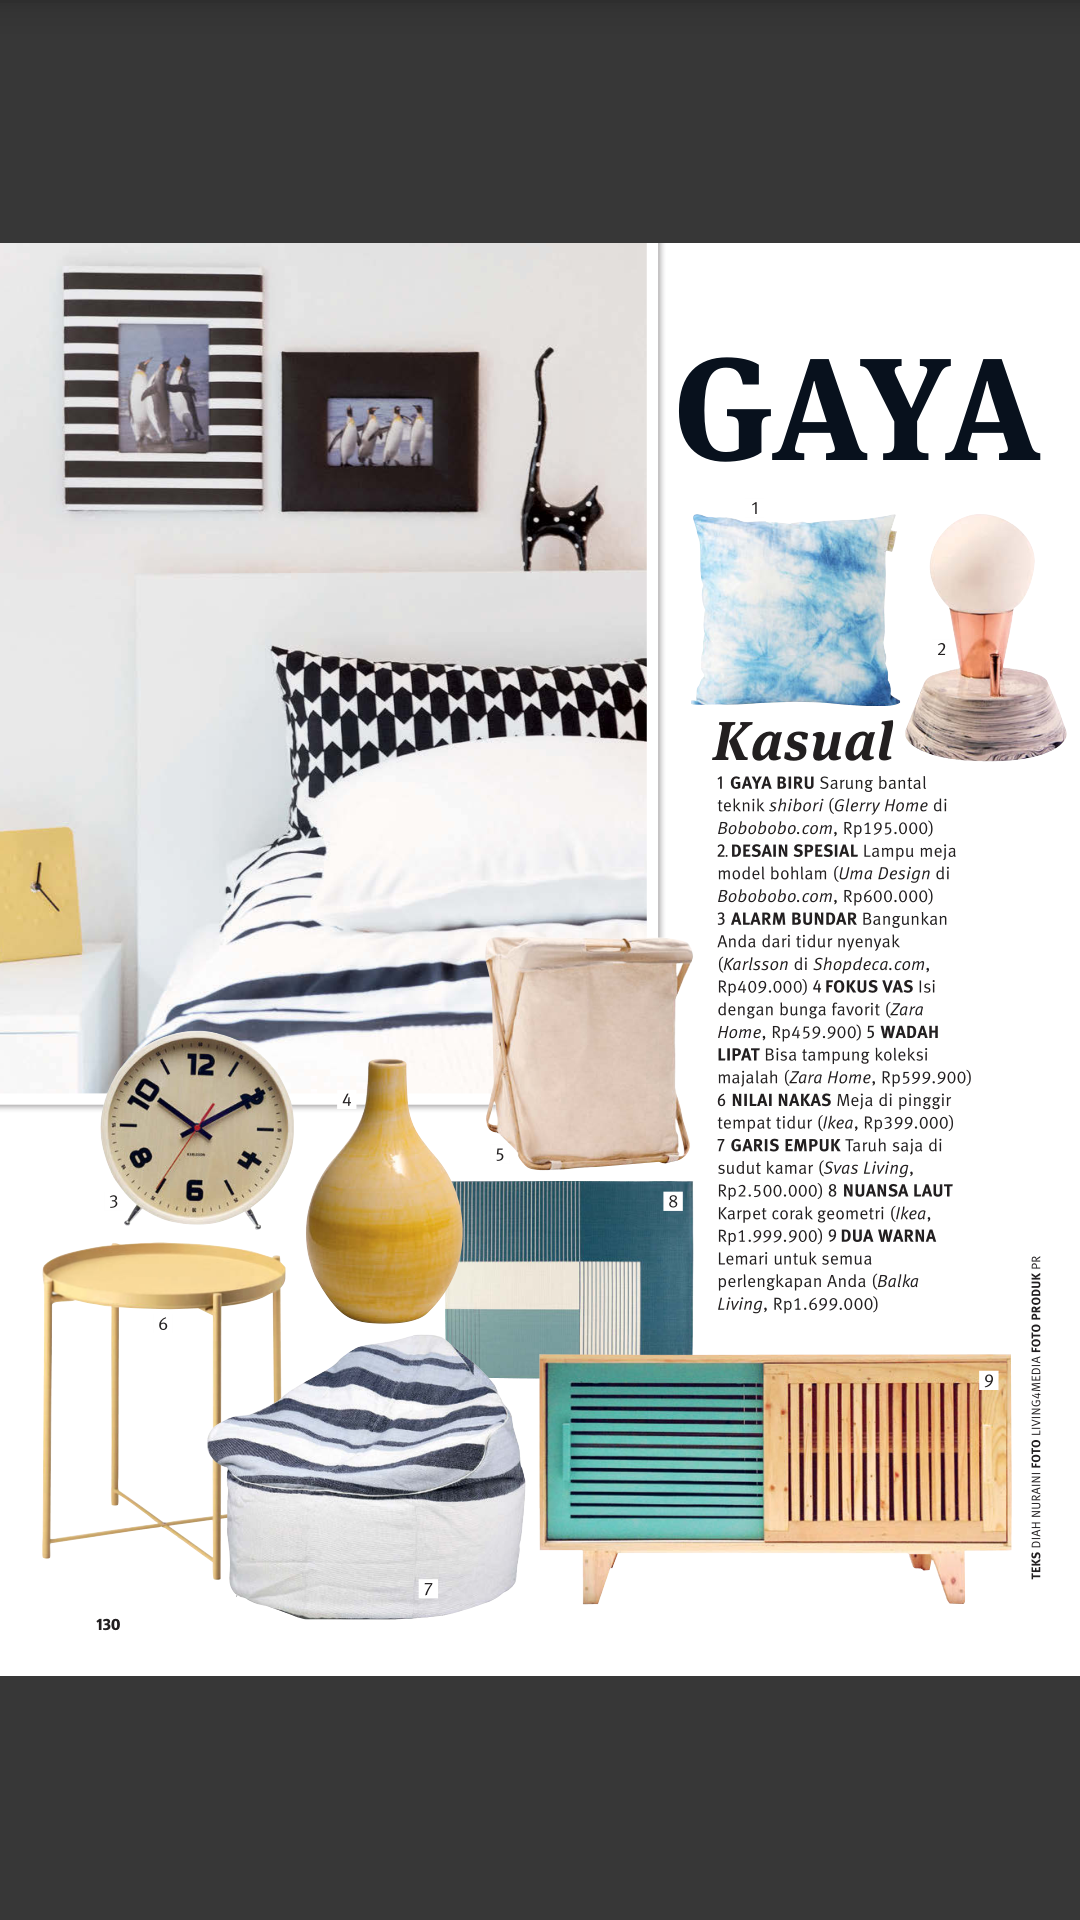 GAYA
1
2
Kasual
1 GAYA BIRU Sarung bantal
teknik shibori (Glerry Home di
Bobobobo.com, Rp195.000)
2. DESAIN SPESIAL Lampu meja
model bohlam (Uma Design di
Bobobobo.com, Rp600.000)
3 ALARM BUNDAR Bangunkan
Anda dari tidur nyenyak
(Karlsson di Shopdeca.com,
Rp409.000) 4 FOKUS VAS Isi
dengan bunga favorit (Zara
Home, Rp459.900) 5 WADAH
LIPAT Bisa tampung koleksi
majalah (Zara Home, Rp599.900)
6 NILAI NAKAS Meja di pinggir
tempat tidur (Ikea, Rp399.000)
7 GARIS EMPUK Taruh saja di
sudut kamar (Svas Living,
Rp2.500.000) 8 NUANSA LAUT
Karpet corak geometri (Ikea,
Rp1.999.900) 9 DUA WARNA
Lemari untuk semua
perlengkapan Anda (Balka
Living, Rp1.699.000)
12
10
8
6
4
KARLSSON
3
4
5
6
7
8
9
TEKS DIAH NURAINI FOTO LIVING4MEDIA FOTO PRODUK PR
130